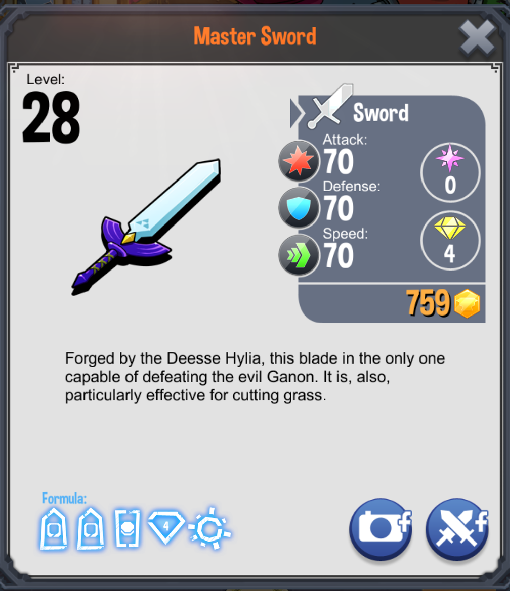 Master Sword
Level:
28
Sword
Attack:
70
0
Defense:
70
Speed:
70
4
759
Forged by the Deesse Hylia, this blade in the only one
capable of defeating the evil Ganon. It is, also,
particularly effective for cutting grass.
Formula:
4
f
f